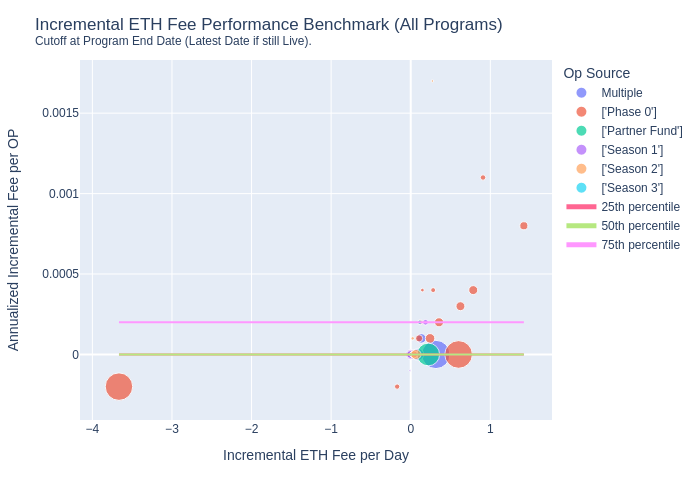 Incremental ETH Fee Performance Benchmark (All Programs)
Cutoff at Program End Date (Latest Date if still Live).
Op Source
Multiple
['Phase 0']
['Partner Fund']
['Season 1']
['Season 2']
['Season 3']
25th percentile
50th percentile
75th percentile
Annualized Incremental Fee per OP
0.0015
0.001
0.0005
0
−4
−3
−2
−1
0
1
Incremental ETH Fee per Day